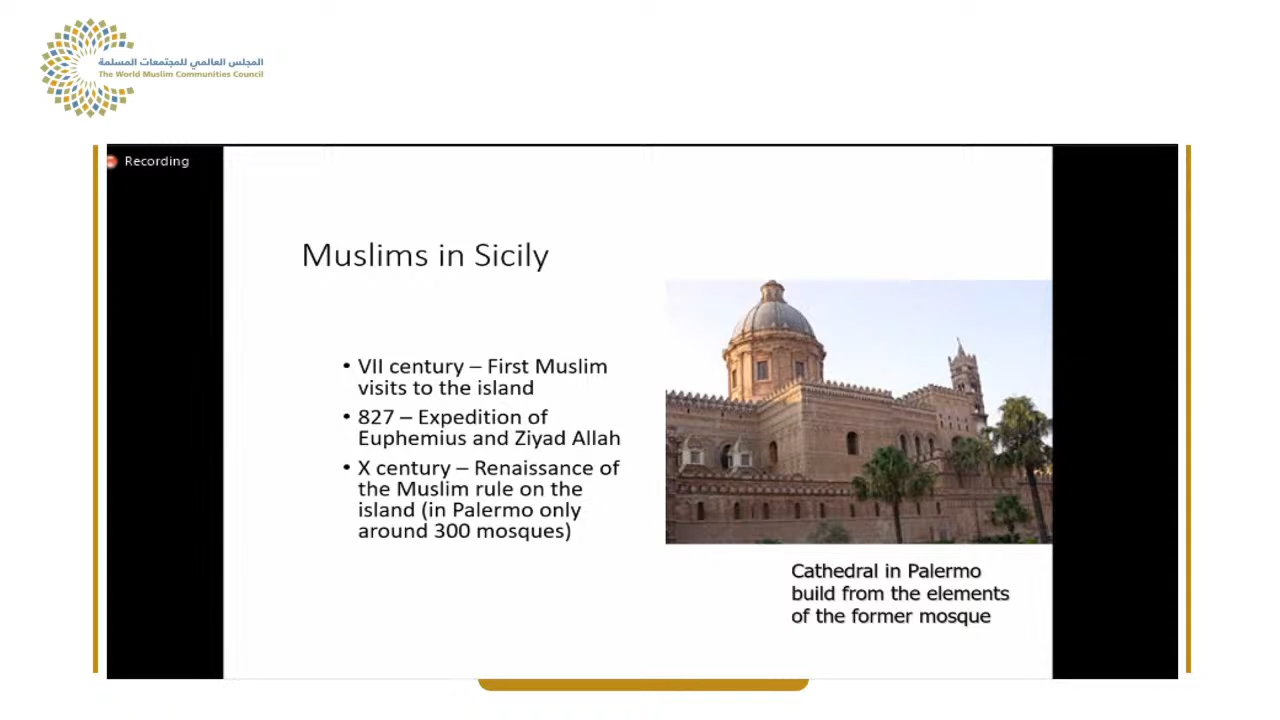 المجلس العالمي للمجتمعات المسلمة
The World Muslim Communities Council
Recording
Muslims in Sicily
• VII century – First Muslim
visits to the island
• 827 – Expedition of
Euphemius and Ziyad Allah
• X century – Renaissance of
the Muslim rule on the
island (in Palermo only
around 300 mosques)
Cathedral in Palermo
build from the elements
of the former mosque